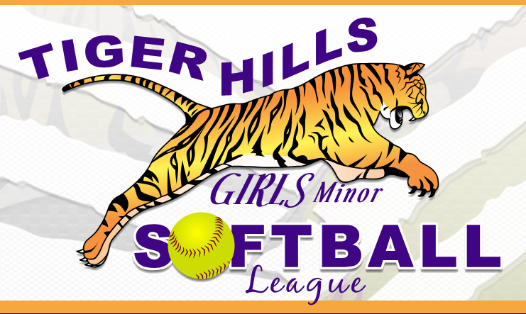 TIGER HILLS
GIRLS Minor
SOFTBALL
League